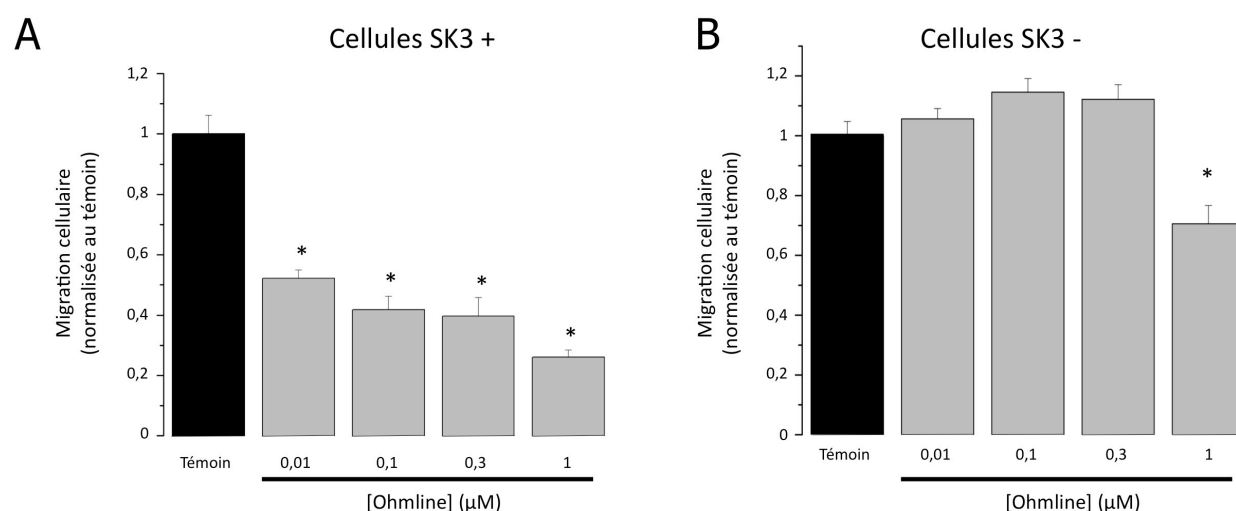 A
Cellules SK3 +
Migration cellulaire
(normalisée au témoin)
1,2
1
0,8
0,6
0,4
0,2
0
*
*
*
*
Témoin
0,01
0,1
0,3
1
[Ohmline] (µM)
B
Cellules SK3 -
Migration cellulaire
(normalisée au témoin)
1,2
1
0,8
0,6
0,4
0,2
0
*
Témoin
0,01
0,1
0,3
1
[Ohmline] (µM)